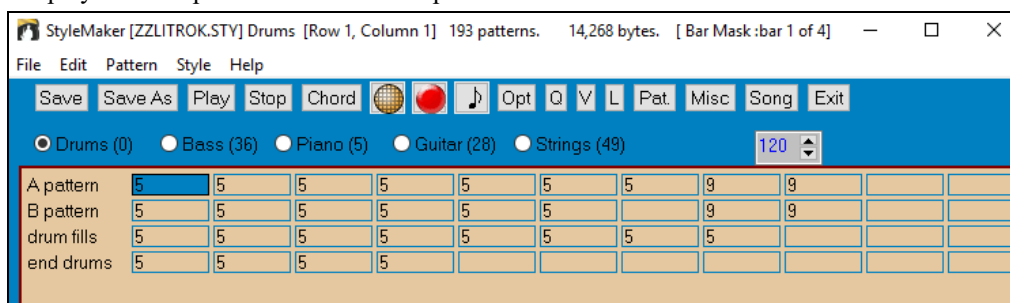 StyleMaker [ZZLITROK.STY] Drums [Row 1, Column 1] 193 patterns. 14,268 bytes. [ Bar Mask :bar 1 of 4]
File Edit Pattern Style Help
Save Save As Play Stop Chord Opt Q V L Pat. Misc Song Exit
Drums (0) Bass (36) Piano (5) Guitar (28) Strings (49) 120
A pattern 5 5 5 5 5 5 5 9 9
B pattern 5 5 5 5 5 5 9 9
drum fills 5 5 5 5 5 5 5 5
end drums 5 5 5 5